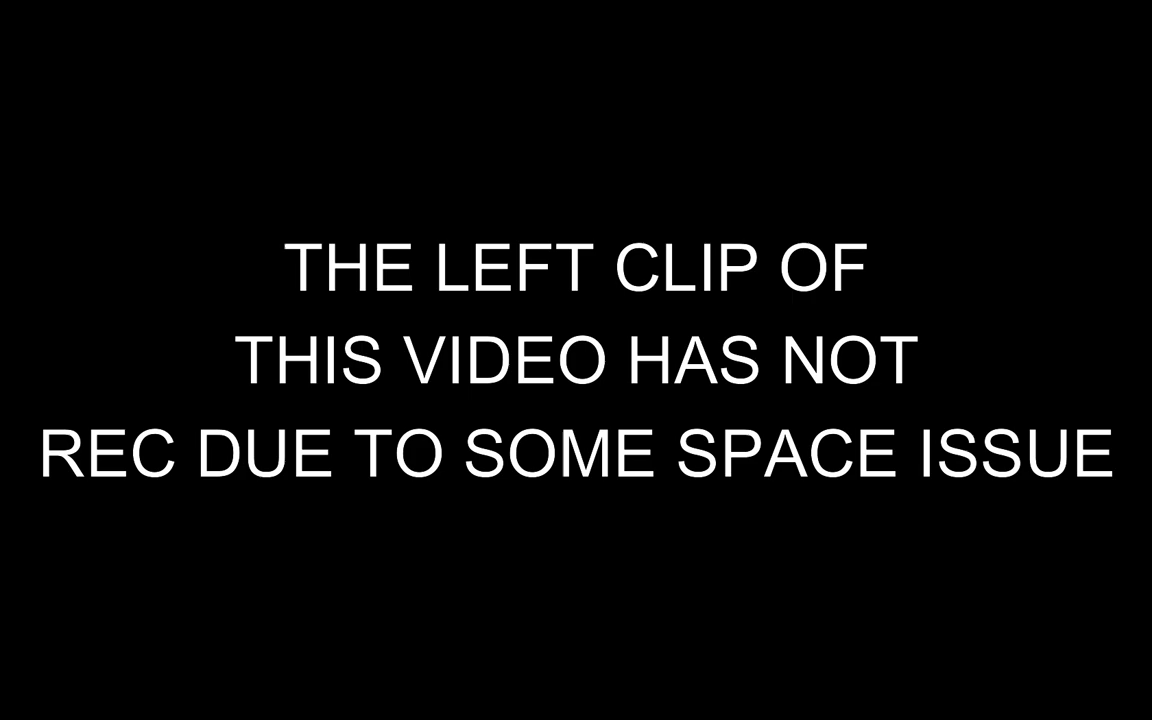 THE LEFT CLIP OF
THIS VIDEO HAS NOT
REC DUE TO SOME SPACE ISSUE